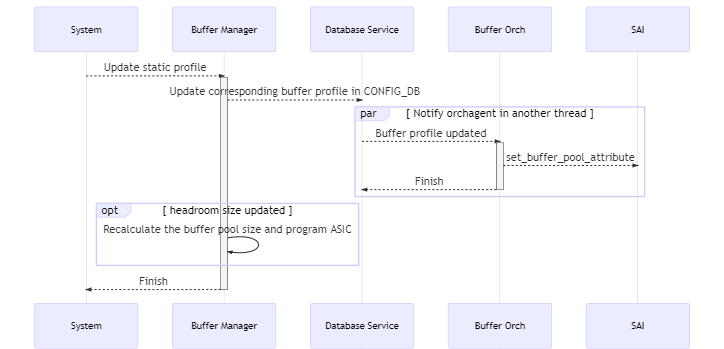 System
Buffer Manager
Database Service
Buffer Orch
SAI
Update static profile
Update corresponding buffer profile in CONFIG_DB
par
[ Notify orchagent in another thread ]
Buffer profile updated
set_buffer_pool_attribute
Finish
opt
[ headroom size updated ]
Recalculate the buffer pool size and program ASIC
Finish
System
Buffer Manager
Database Service
Buffer Orch
SAI